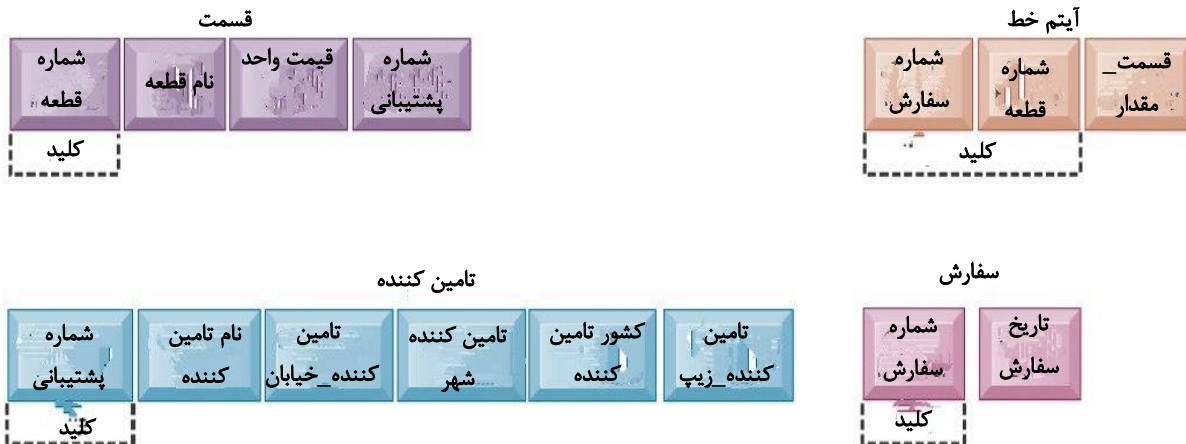 قسمت
شماره
قطعه
نام قطعه
قیمت واحد
شماره
پشتیبانی
کلید
آیتم خط
شماره
سفارش
شماره
قطعه
قسمت_
مقدار
کلید
تامین کننده
شماره
پشتیبانی
نام تامین
کننده
تامین
کننده_خیابان
تامین کننده
شهر
کشور تامین
کننده
تامین
کننده_زیپ
کلید
سفارش
شماره
سفارش
تاریخ
سفارش
کلید